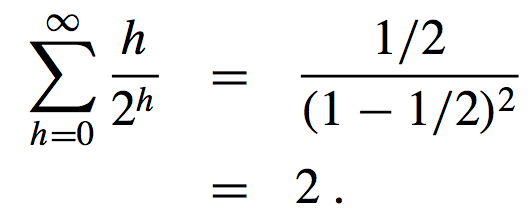 ∞∑h=0 h/2^h = (1/2)/(1 − 1/2)^2
= 2 .